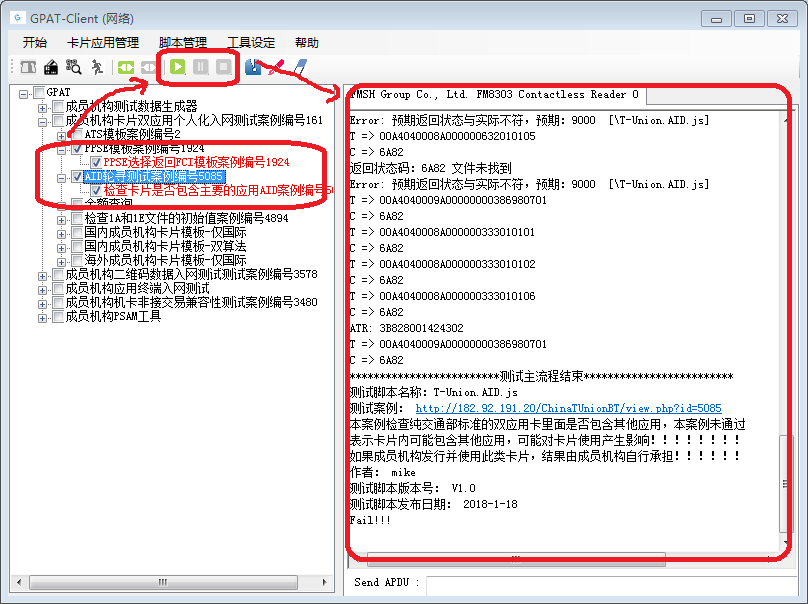 GPAT-Client (网络)
开始 卡片应用管理 脚本管理 工具设定 帮助
GPAT
成员机构测试数据生成器
成员机构卡片双应用个人化入网测试案例编号161
ATS模板案例编号2
PPSE模板案例编号1924
PPSE选择返回FCI模板案例编号1924
AID轮寻测试案例编号5085
检查卡片是否包含主要的应用AID案例编号
余额查询
检查1A和1E文件的初始值案例编号4894
国内成员机构卡片模板-仅国际
国内成员机构卡片模板-双算法
海外成员机构卡片模板-仅国际
成员机构二维码数据入网测试测试案例编号3578
成员机构应用终端入网测试
成员机构机卡非接交易兼容性测试案例编号3480
成员机构PSAM工具
FMSH Group Co., Ltd. FM8303 Contactless Reader 0
Error: 预期返回状态与实际不符, 预期: 9000 [\T-Union.AID.js]
T => 00A4040008A000000632010105
C => 6A82
返回状态码: 6A82 文件未找到
Error: 预期返回状态与实际不符, 预期: 9000 [\T-Union.AID.js]
T => 00A4040009A00000000386980701
C => 6A82
T => 00A4040008A000000333010101
C => 6A82
T => 00A4040008A000000333010102
C => 6A82
T => 00A4040008A000000333010106
C => 6A82
ATR: 3B828001424302
T => 00A4040009A00000000386980701
C => 6A82
*************************测试主流程结束*************************
测试脚本名称: T-Union.AID.js
测试案例: http://182.92.191.20/ChinaTUnionBT/view.php?id=5085
本案例检查纯交通部标准的双应用卡里面是否包含其他应用，本案例未通过
表示卡片内可能包含其他应用，可能对卡片使用产生影响！！！！！！！！
如果成员机构发行并使用此类卡片，结果由成员机构自行承担！！！！！！
作者: mike
测试脚本版本号: V1.0
测试脚本发布日期: 2018-1-18
Fail!!!
Send APDU :